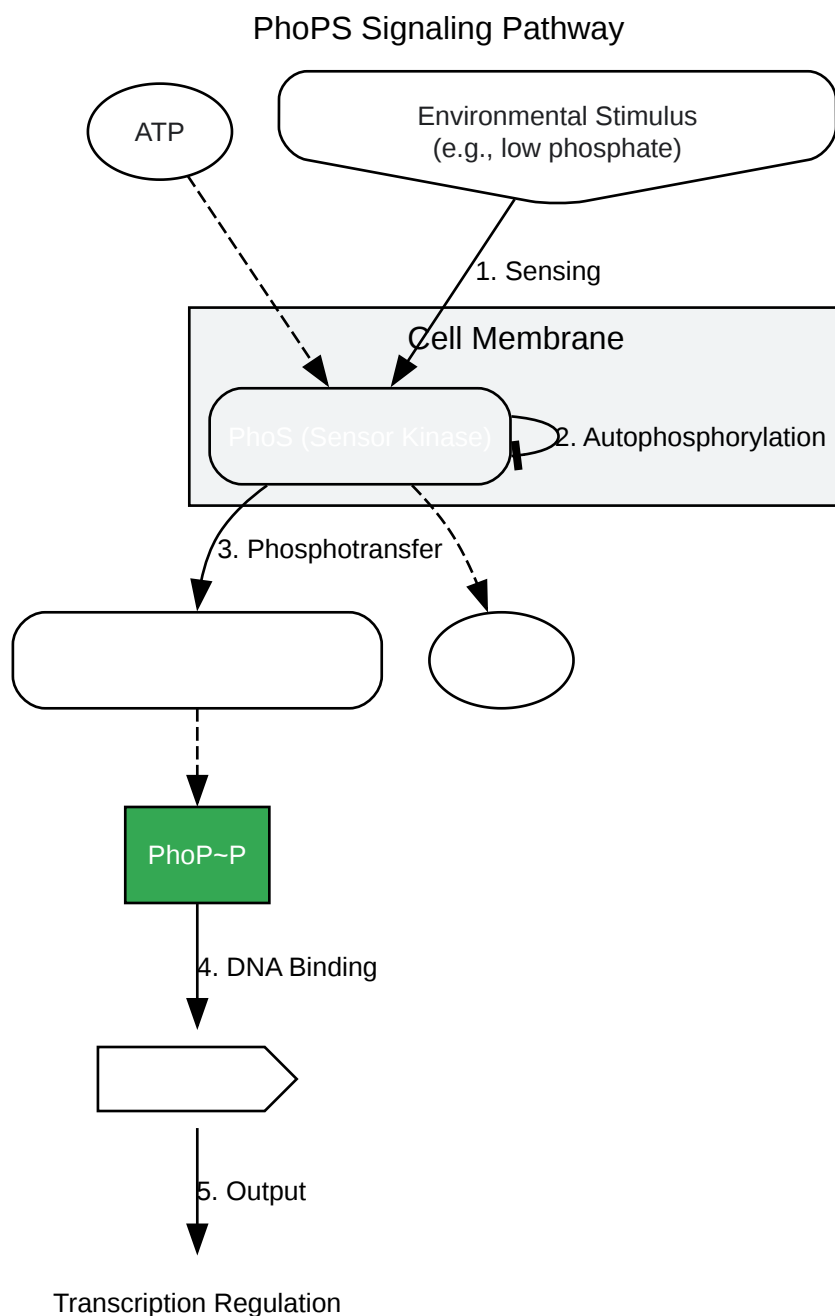 PhoPS Signaling Pathway
ATP
Environmental Stimulus
(e.g., low phosphate)
1. Sensing
Cell Membrane
PhoS (Sensor Kinase)
2. Autophosphorylation
3. Phosphotransfer
PhoP~P
4. DNA Binding
5. Output
Transcription Regulation